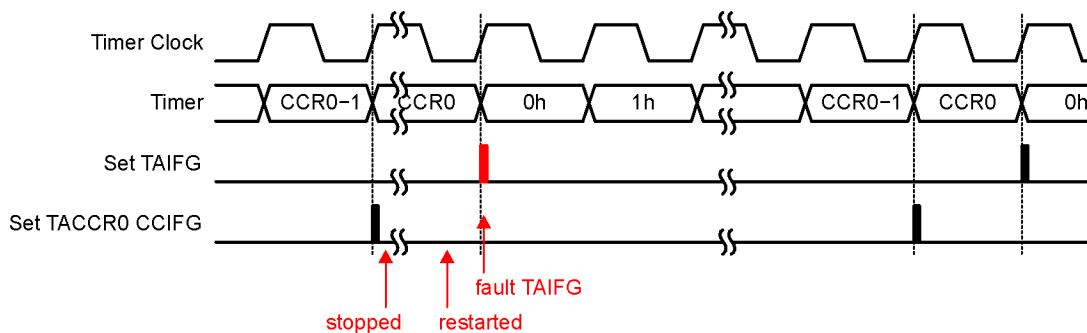 Timer Clock
Timer CCR0−1 CCR0 0h 1h CCR0−1 CCR0 0h
Set TAIFG
Set TACCR0 CCIFG
fault TAIFG
stopped restarted